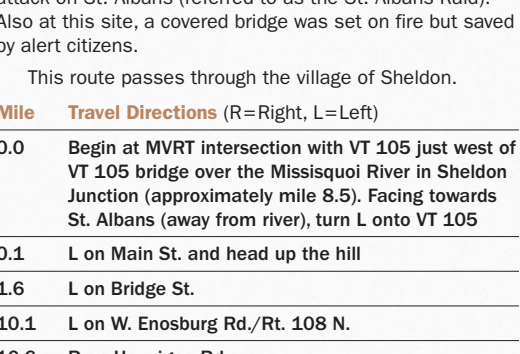 attack on St. Albans (referred to as the St. Albans Raid).
Also at this site, a covered bridge was set on fire but saved
by alert citizens.
This route passes through the village of Sheldon.
Mile Travel Directions (R=Right, L=Left)
0.0 Begin at MVRT intersection with VT 105 just west of
VT 105 bridge over the Missisquoi River in Sheldon
Junction (approximately mile 8.5). Facing towards
St. Albans (away from river), turn L onto VT 105
0.1 L on Main St. and head up the hill
1.6 L on Bridge St.
10.1 L on W. Enosburg Rd./Rt. 108 N.